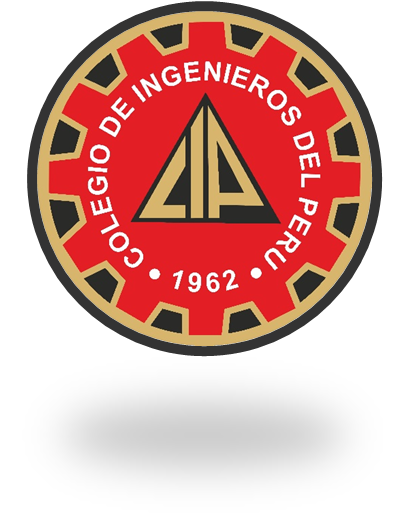 COLEGIO DE INGENIEROS DEL PERU
CIP
• 1962 •